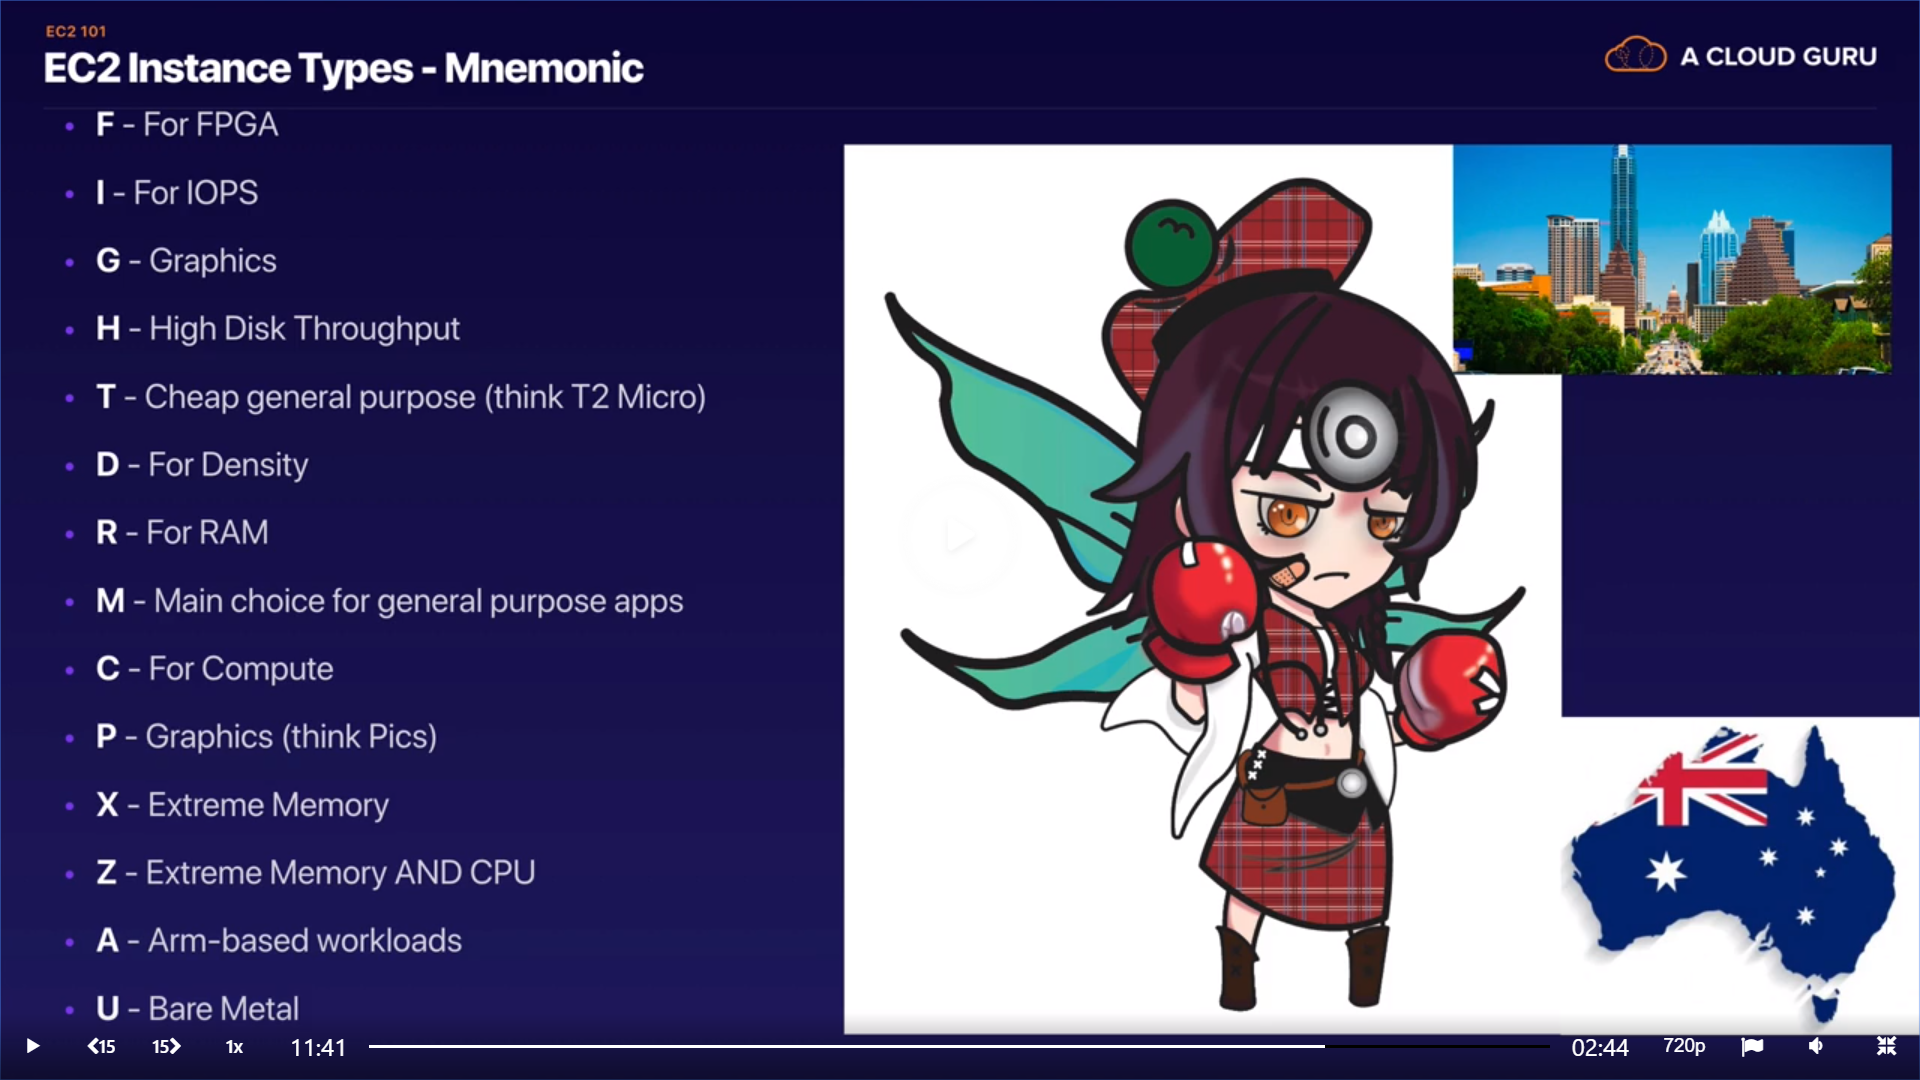 EC2 101
EC2 Instance Types - Mnemonic
A CLOUD GURU
F - For FPGA
I - For IOPS
G - Graphics
H - High Disk Throughput
T - Cheap general purpose (think T2 Micro)
D - For Density
R - For RAM
M - Main choice for general purpose apps
C - For Compute
P - Graphics (think Pics)
X - Extreme Memory
Z - Extreme Memory AND CPU
A - Arm-based workloads
U - Bare Metal
15 15 1x 11:41 02:44 720p